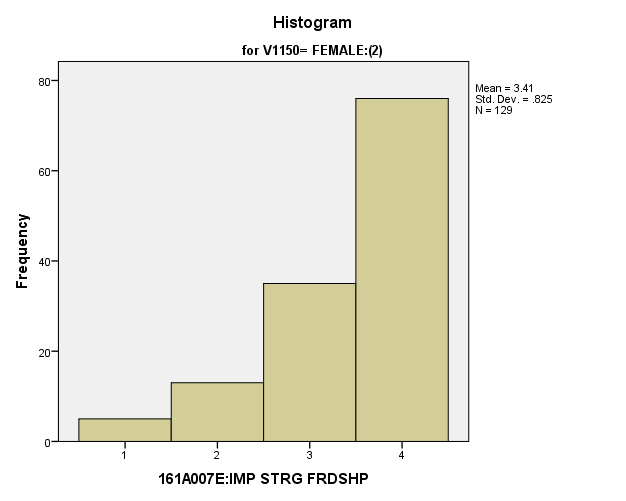 Histogram
for V1150= FEMALE:(2)
Mean = 3.41
Std. Dev. = .825
N = 129
Frequency
80
60
40
20
0
1 2 3 4
161A007E:IMP STRG FRDSHP